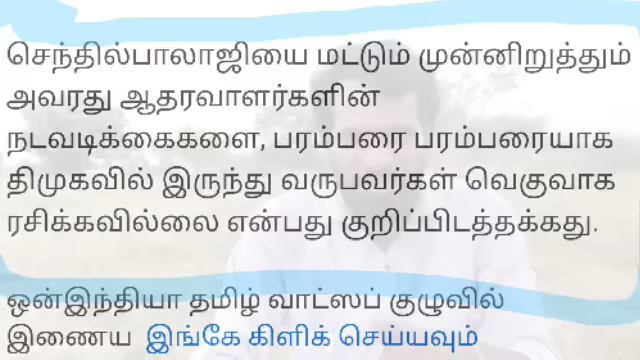 செந்தில்பாலாஜியை மட்டும் முன்னிறுத்தும்
அவரது ஆதரவாளர்களின்
நடவடிக்கைகளை, பரம்பரை பரம்பரையாக
திமுகவில் இருந்து வருபவர்கள் வெகுவாக
ரசிக்கவில்லை என்பது குறிப்பிடத்தக்கது.
ஒன்இந்தியா தமிழ் வாட்ஸப் குழுவில்
இணைய இங்கே கிளிக் செய்யவும்